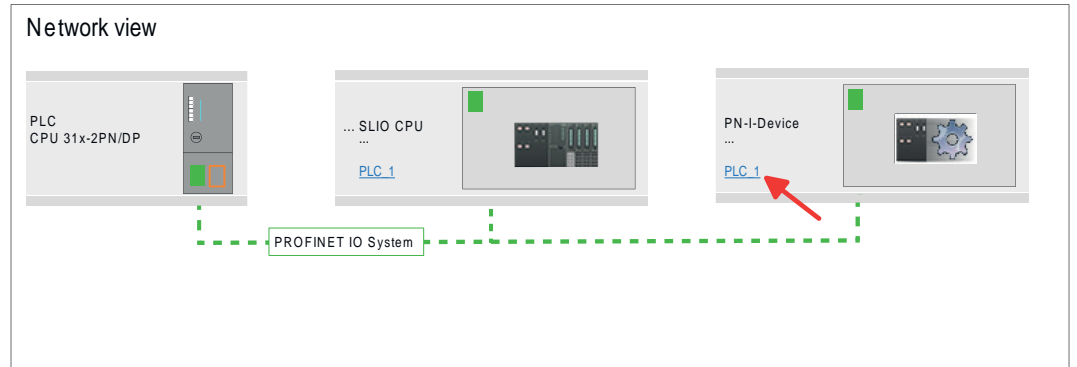 Network view
PLC
CPU 31x-2PN/DP
... SLIO CPU
...
PLC_1
PN-I-Device
...
PLC_1
PROFINET IO System